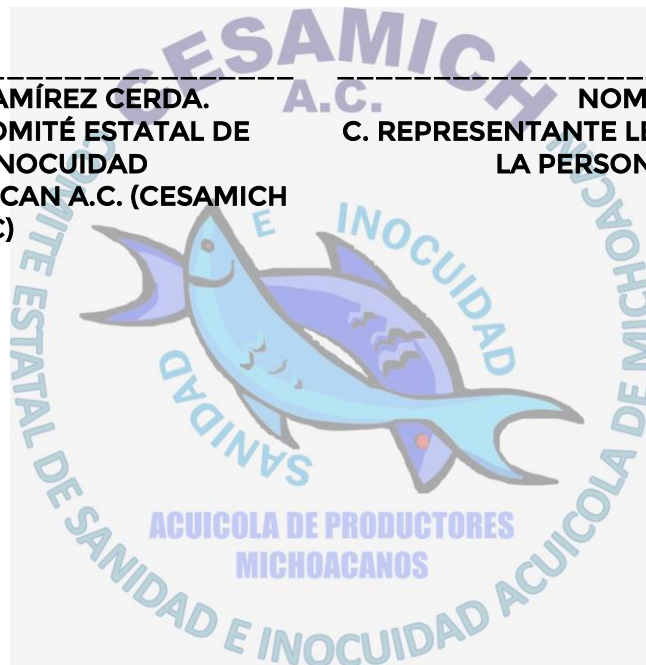 CESAMICH
A.C.
AMÍREZ CERDA.
OMITÉ ESTATAL DE
NOCUIDAD
CAN A.C. (CESAMICH
C)
NOM
C. REPRESENTANTE LE
LA PERSON
COMITE ESTATAL DE SANIDAD E INOCUIDAD ACUICOLA DE MICHOACAN
SANIDAD E INOCUIDAD
ACUICOLA DE PRODUCTORES
MICHOACANOS